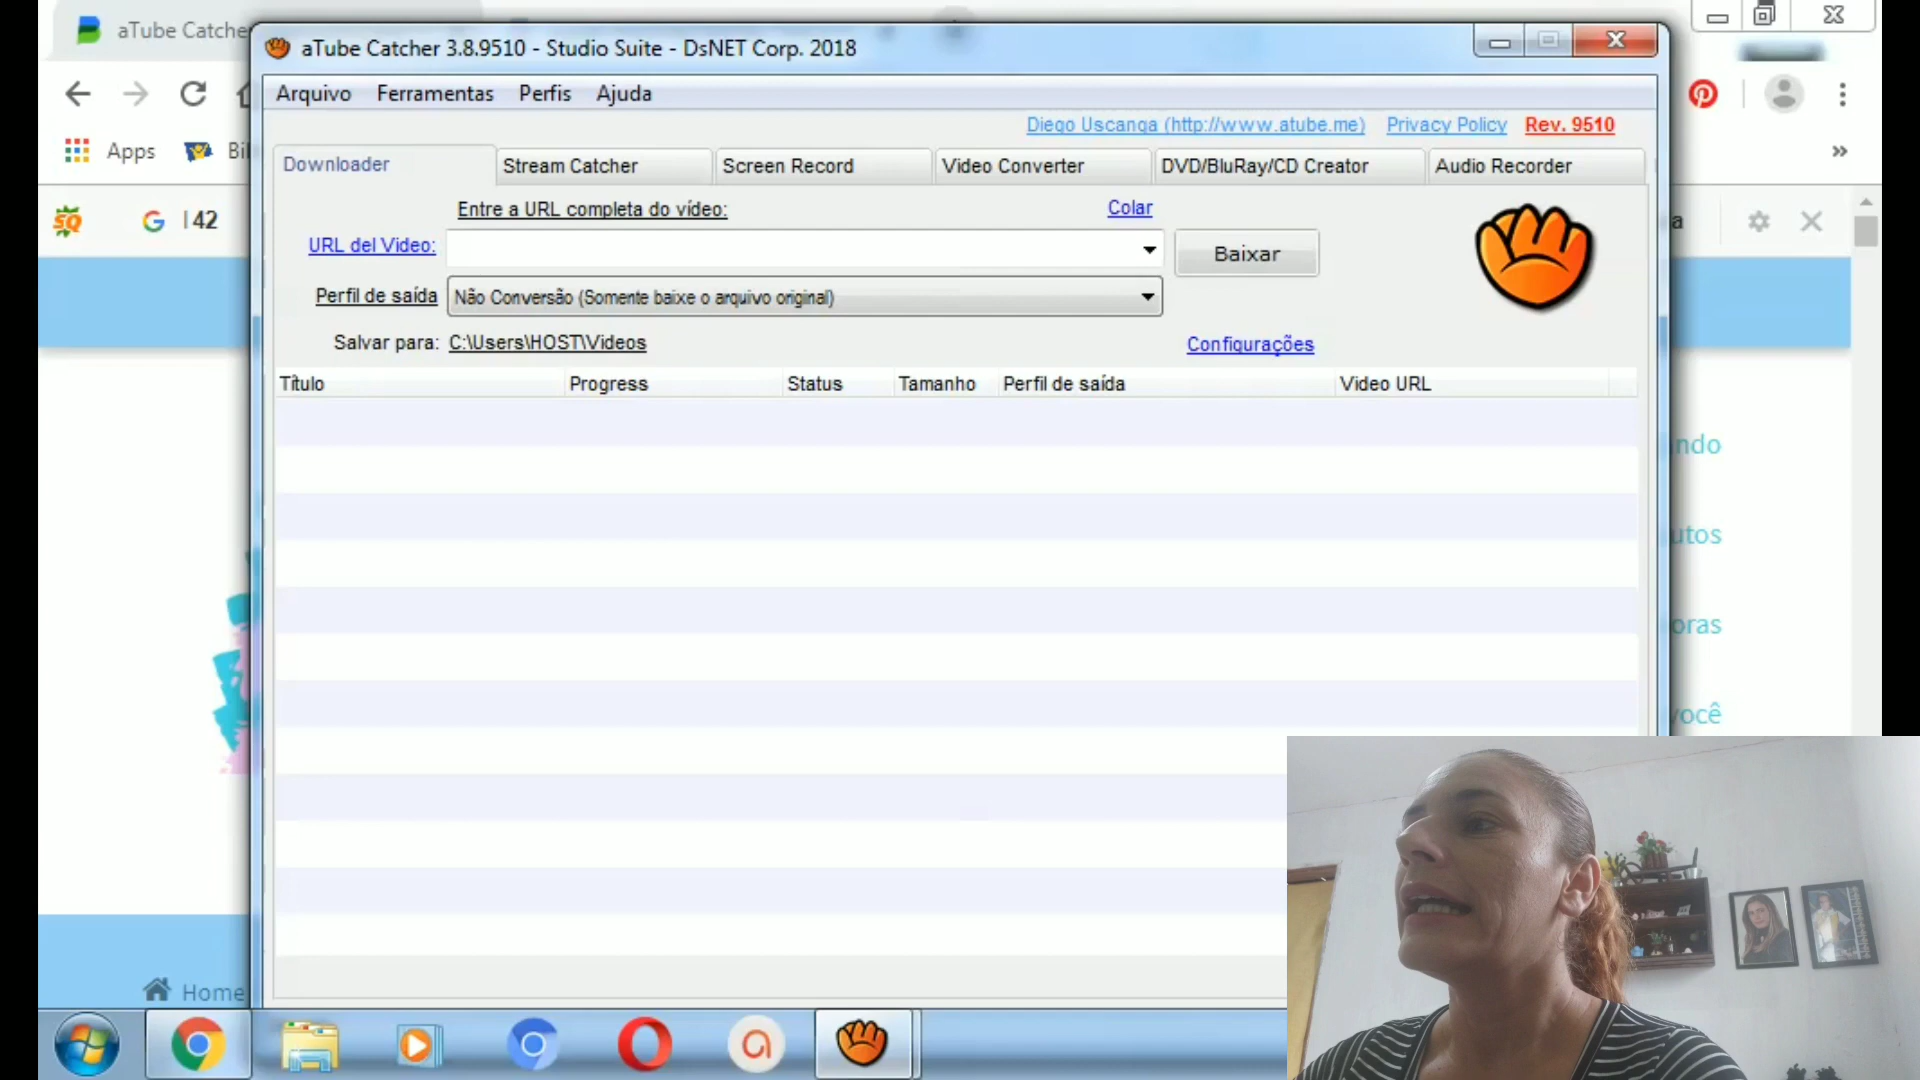 aTube Catche
aTube Catcher 3.8.9510 - Studio Suite - DsNET Corp. 2018
Arquivo Ferramentas Perfis Ajuda
Diego Uscanga (http://www.atube.me) Privacy Policy Rev. 9510
Apps
Downloader Stream Catcher Screen Record Video Converter DVD/BluRay/CD Creator Audio Recorder
Entre a URL completa do vídeo: Colar
SQ G 142
URL del Video: Baixar
Perfil de saída Não Conversão (Somente baixe o arquivo original)
Salvar para: C:\Users\HOST\Videos Configurações
Título Progress Status Tamanho Perfil de saída Video URL
ndo
utos
oras
você
Home